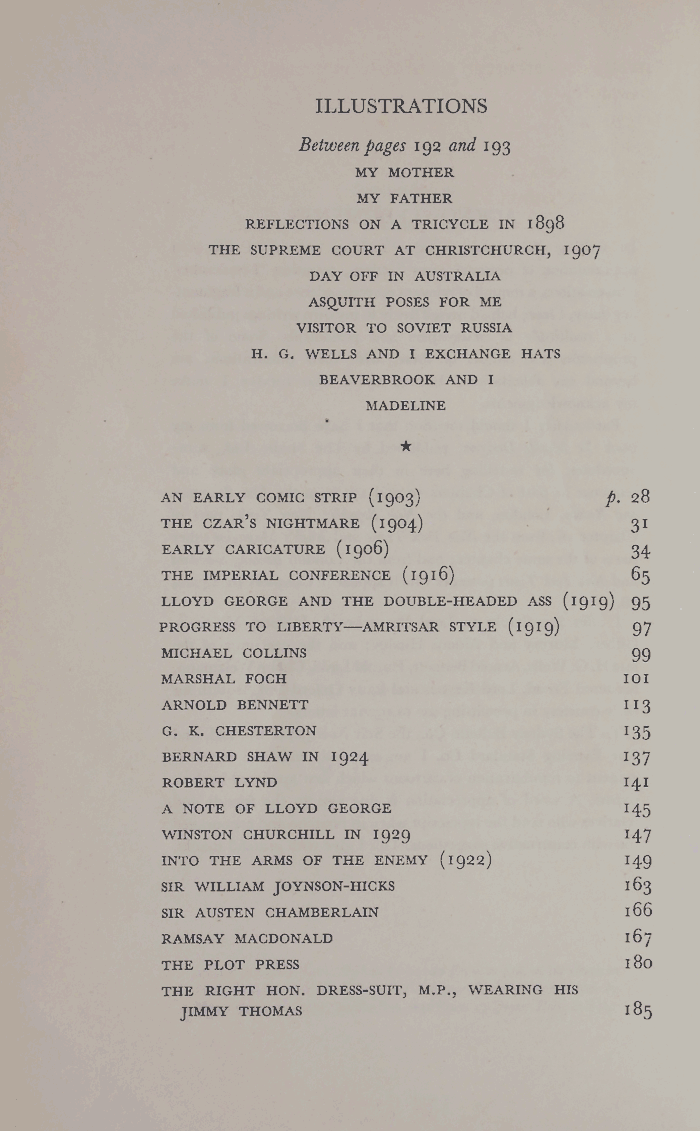 ILLUSTRATIONS
Between pages 192 and 193
MY MOTHER
MY FATHER
REFLECTIONS ON A TRICYCLE IN 1898
THE SUPREME COURT AT CHRISTCHURCH, 1907
DAY OFF IN AUSTRALIA
ASQUITH POSES FOR ME
VISITOR TO SOVIET RUSSIA
H. G. WELLS AND I EXCHANGE HATS
BEAVERBROOK AND I
MADELINE
★
AN EARLY COMIC STRIP (1903) p. 28
THE CZAR'S NIGHTMARE (1904) 31
EARLY CARICATURE (1906) 34
THE IMPERIAL CONFERENCE (1916) 65
LLOYD GEORGE AND THE DOUBLE-HEADED ASS (1919) 95
PROGRESS TO LIBERTY—AMRITSAR STYLE (1919) 97
MICHAEL COLLINS 99
MARSHAL FOCH 101
ARNOLD BENNETT 113
G. K. CHESTERTON 135
BERNARD SHAW IN 1924 137
ROBERT LYND 141
A NOTE OF LLOYD GEORGE 145
WINSTON CHURCHILL IN 1929 147
INTO THE ARMS OF THE ENEMY (1922) 149
SIR WILLIAM JOYNSON-HICKS 163
SIR AUSTEN CHAMBERLAIN 166
RAMSAY MACDONALD 167
THE PLOT PRESS 180
THE RIGHT HON. DRESS-SUIT, M.P., WEARING HIS
JIMMY THOMAS 185